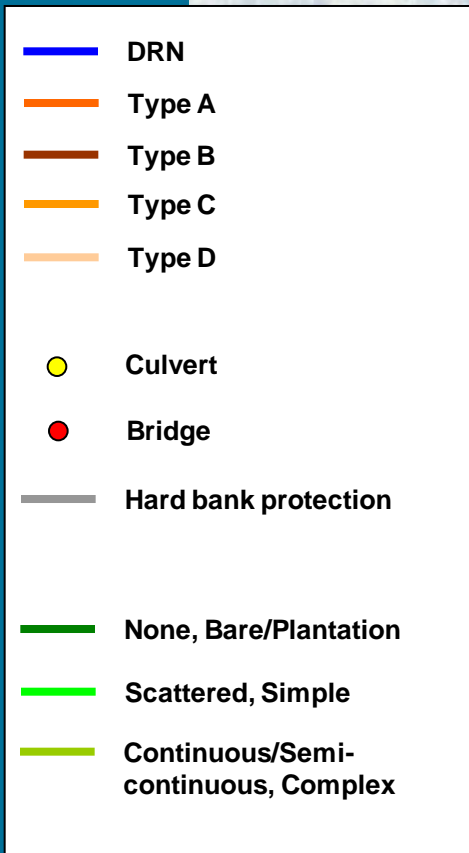 DRN
Type A
Type B
Type C
Type D
Culvert
Bridge
Hard bank protection
None, Bare/Plantation
Scattered, Simple
Continuous/Semi-
continuous, Complex